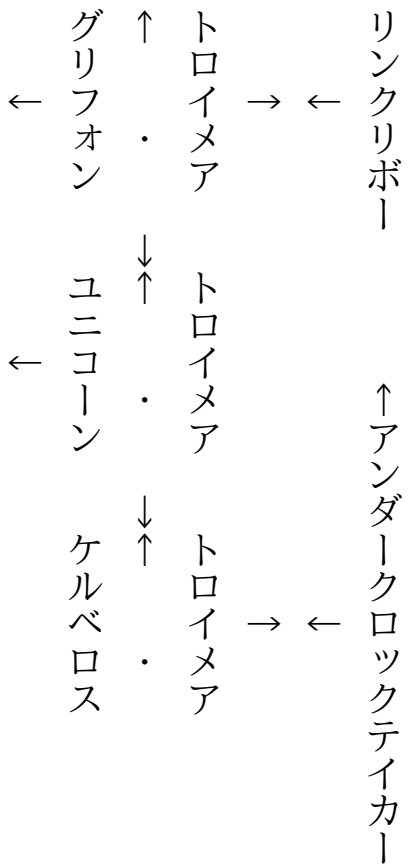 リンクリボー　↑アンダークロックテイカー
←　←
→　→
トロイメア　トロイメア　トロイメア
↑・↓↑・↓↑・
グリフォン　ユニコーン　ケルベロス
←　←